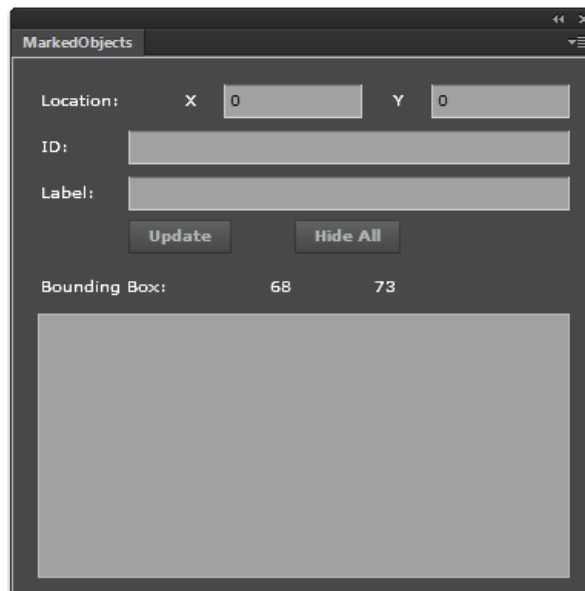 MarkedObjects
Location: X 0 Y 0
ID:
Label:
Update Hide All
Bounding Box: 68 73